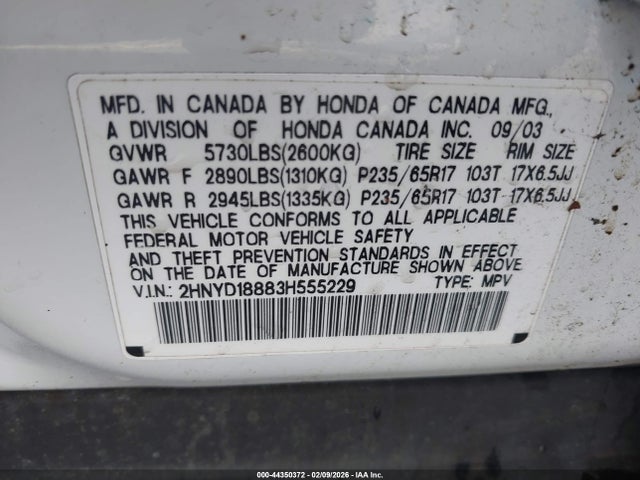 MFD. IN CANADA BY HONDA OF CANADA MFG.,
A DIVISION OF HONDA CANADA INC. 09/03
GVWR 5730LBS(2600KG) TIRE SIZE RIM SIZE
GAWR F 2890LBS(1310KG) P235/65R17 103T 17X6.5JJ
GAWR R 2945LBS(1335KG) P235/65R17 103T 17X6.5JJ
THIS VEHICLE CONFORMS TO ALL APPLICABLE
FEDERAL MOTOR VEHICLE SAFETY
AND THEFT PREVENTION STANDARDS IN EFFECT
ON THE DATE OF MANUFACTURE SHOWN ABOVE
V.I.N.: 2HNYD18883H555229 TYPE: MPV
000-44350372 - 02/09/2026 - IAA Inc.